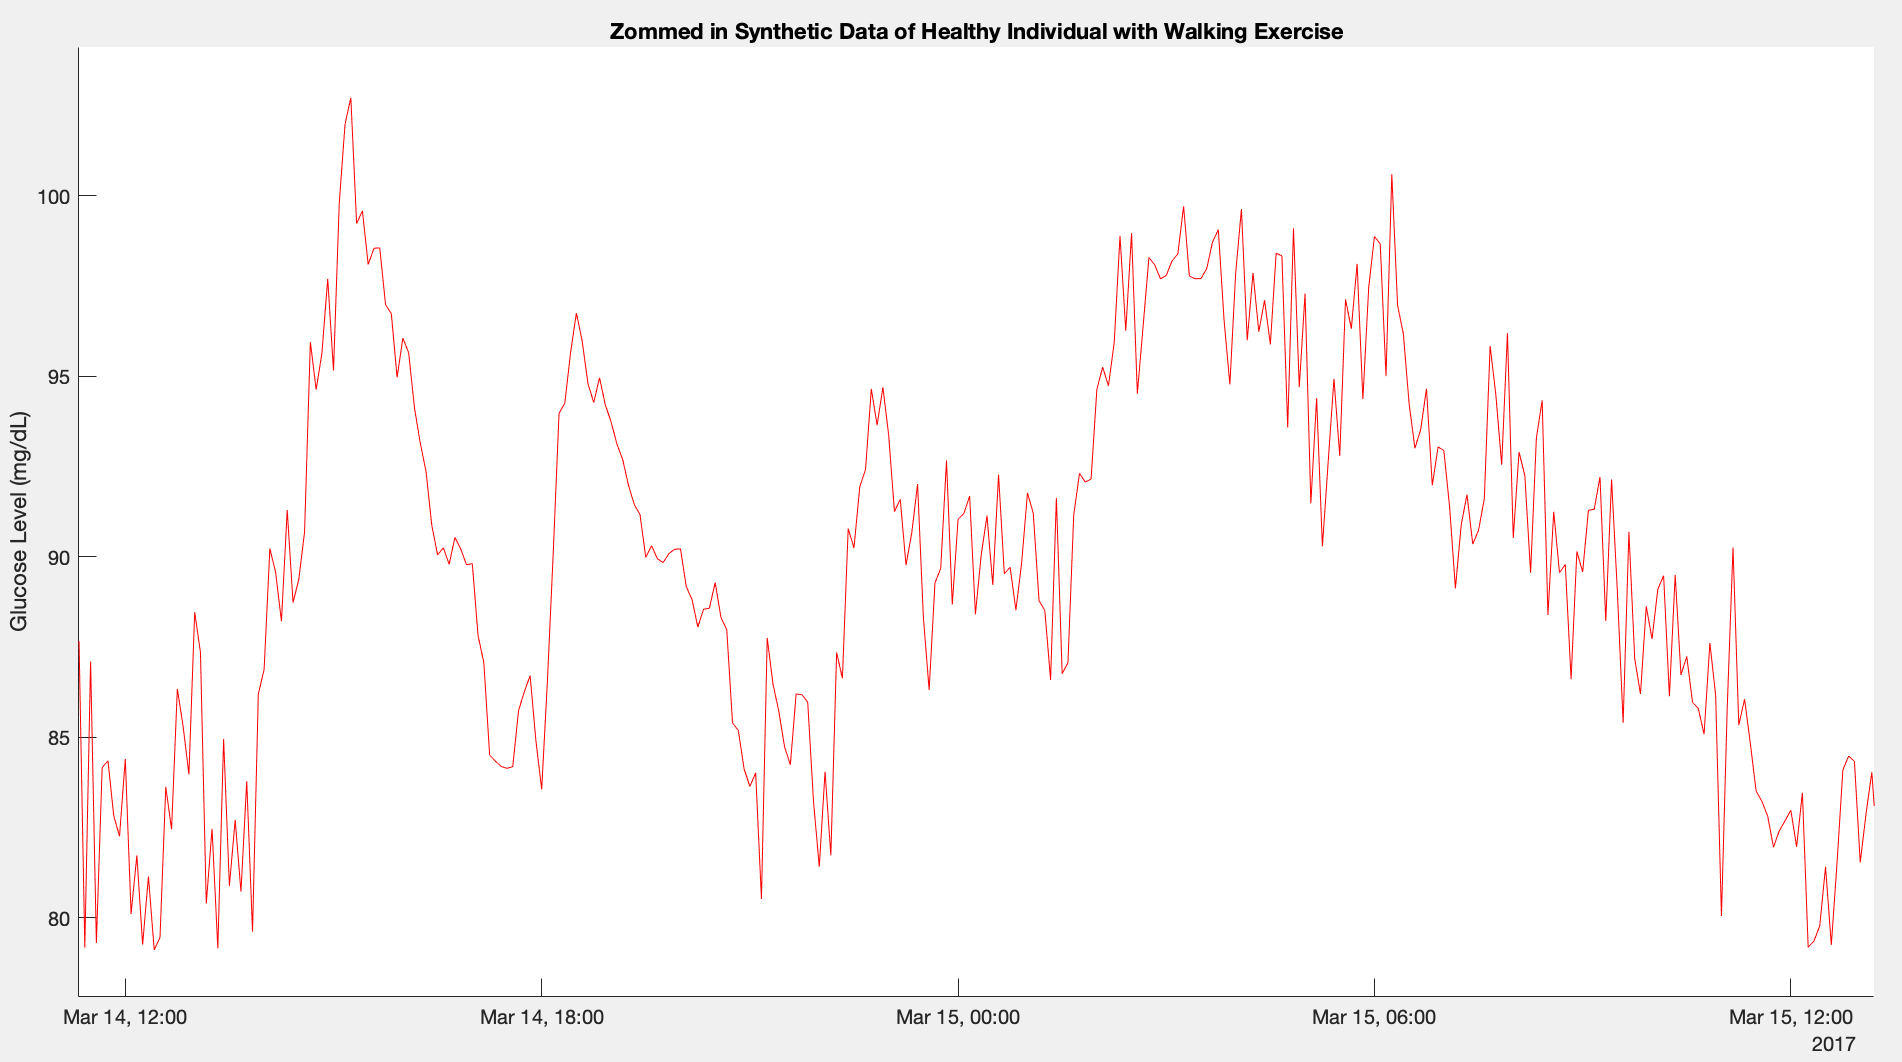 Zommed in Synthetic Data of Healthy Individual with Walking Exercise
Glucose Level (mg/dL)
100
95
90
85
80
Mar 14, 12:00
Mar 14, 18:00
Mar 15, 00:00
Mar 15, 06:00
Mar 15, 12:00
2017